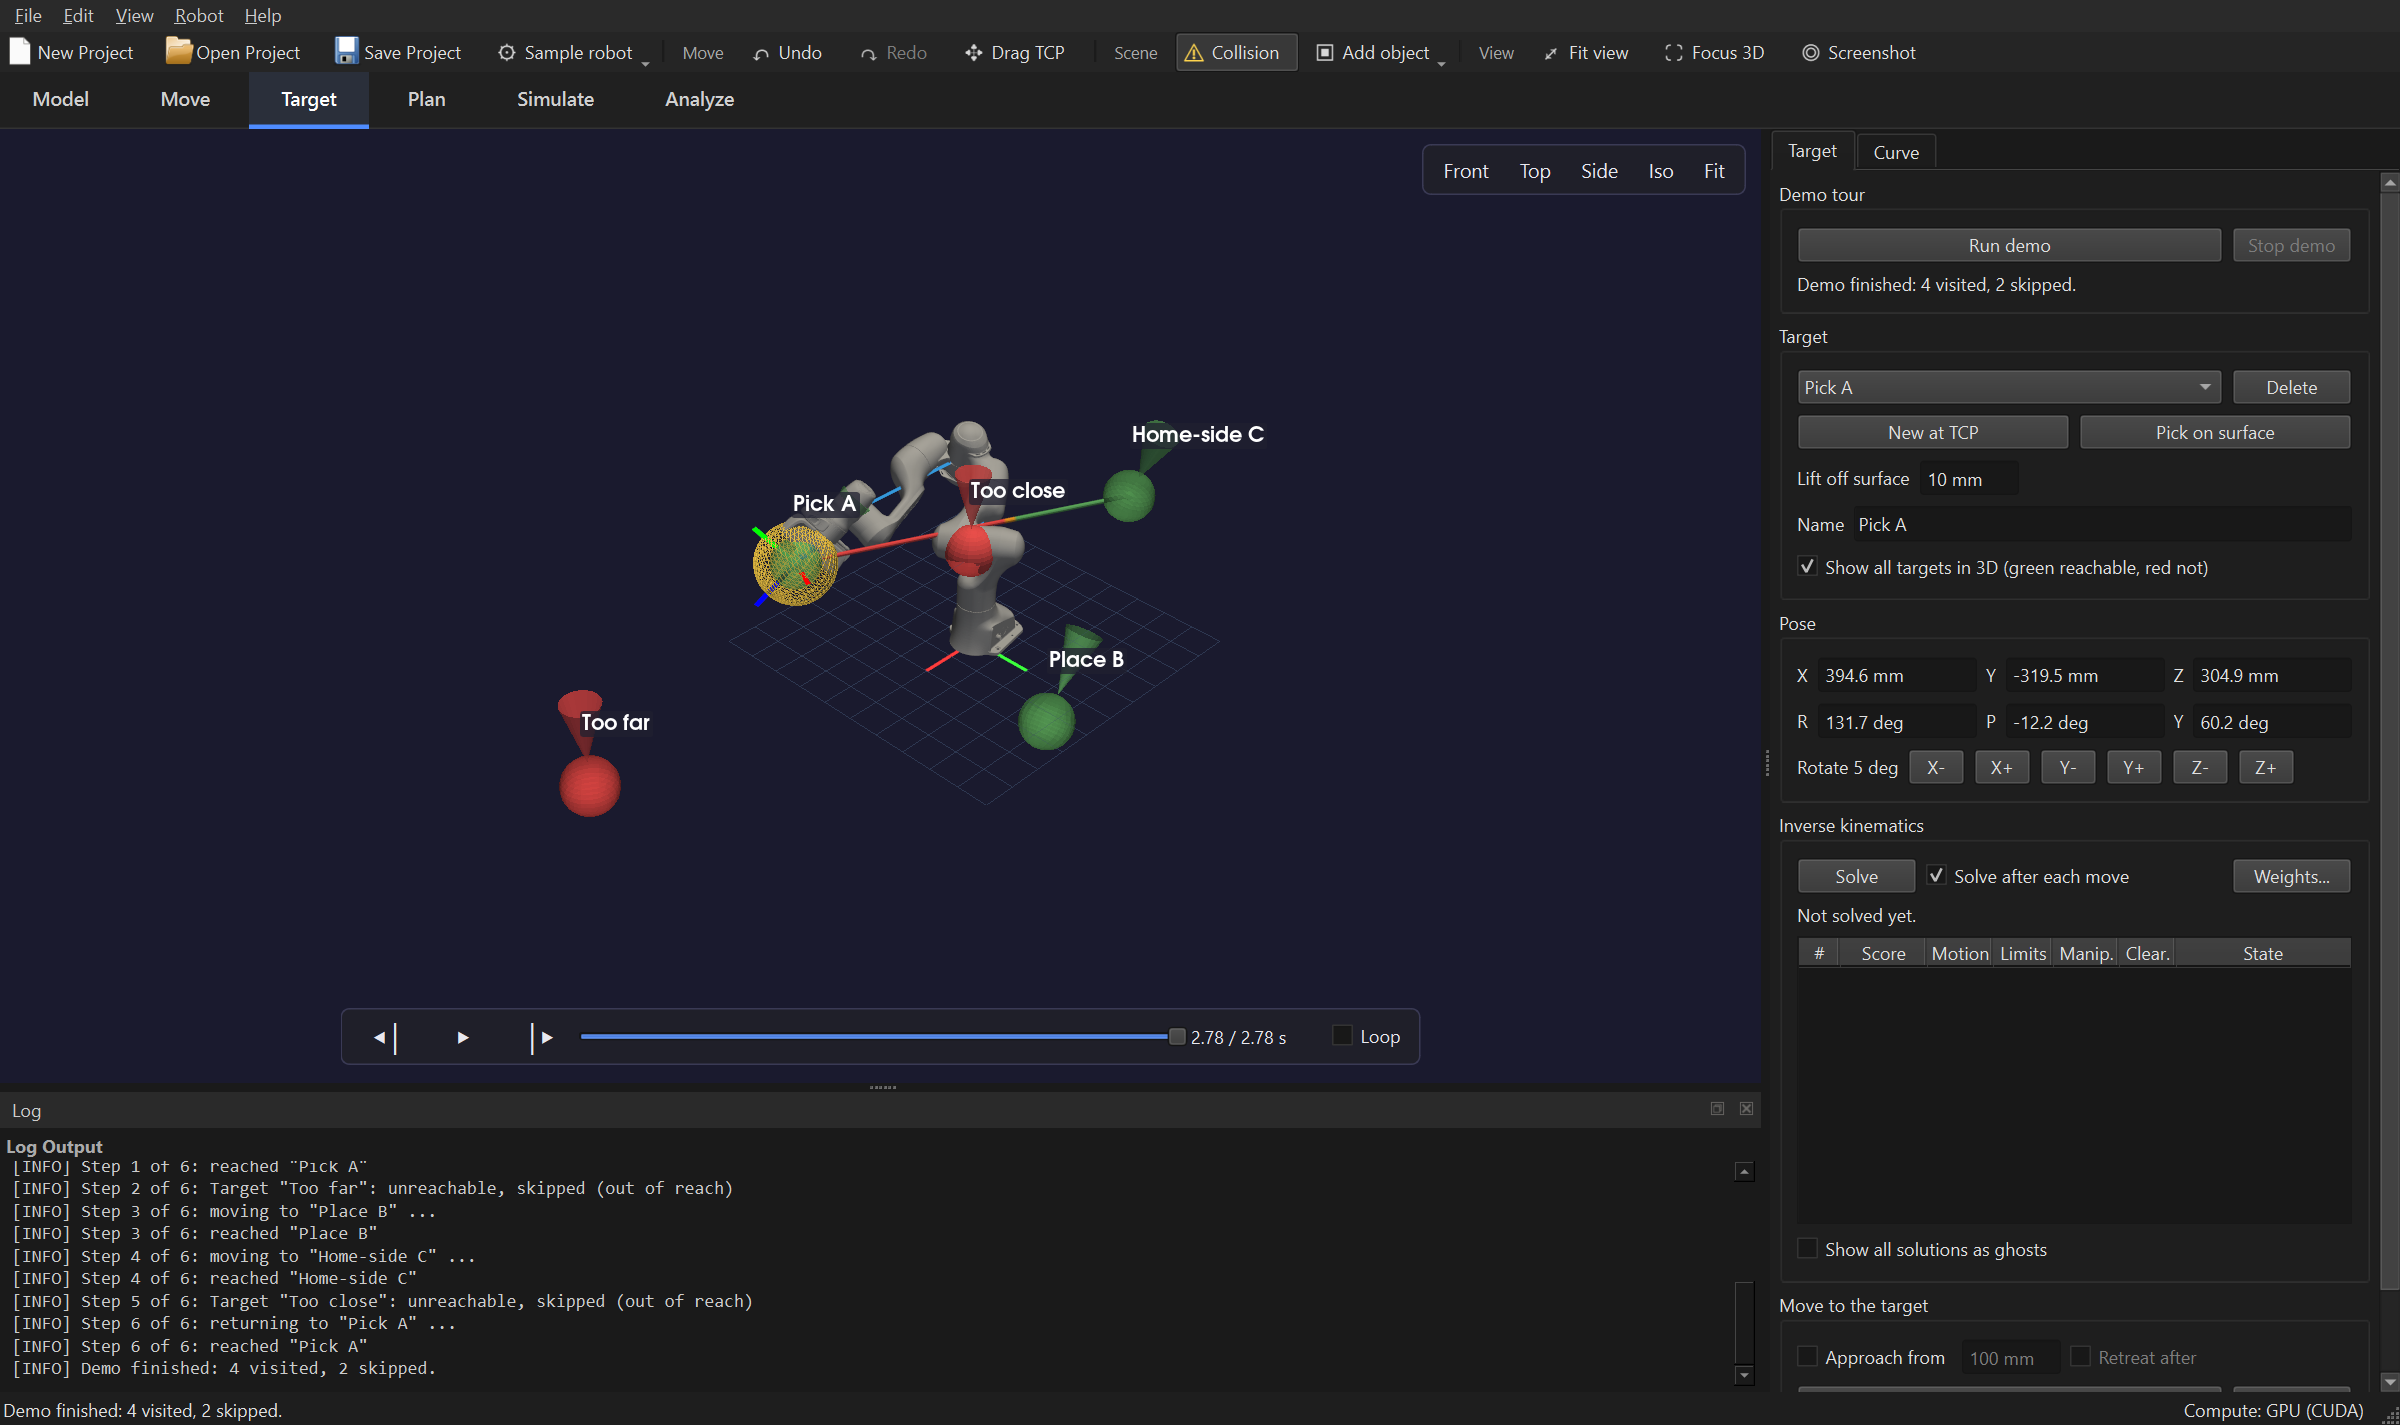 File Edit View Robot Help
New Project Open Project Save Project Sample robot Move Undo Redo Drag TCP Scene Collision Add object View Fit view Focus 3D Screenshot
Model Move Target Plan Simulate Analyze
Front Top Side Iso Fit
Home-side C
Too close
Pick A
Place B
Too far
2.78 / 2.78 s Loop
Log
Log Output
[INFO] Step 1 of 6: reached "Pick A"
[INFO] Step 2 of 6: Target "Too far": unreachable, skipped (out of reach)
[INFO] Step 3 of 6: moving to "Place B" ...
[INFO] Step 3 of 6: reached "Place B"
[INFO] Step 4 of 6: moving to "Home-side C" ...
[INFO] Step 4 of 6: reached "Home-side C"
[INFO] Step 5 of 6: Target "Too close": unreachable, skipped (out of reach)
[INFO] Step 6 of 6: returning to "Pick A" ...
[INFO] Step 6 of 6: reached "Pick A"
[INFO] Demo finished: 4 visited, 2 skipped.
Target Curve
Demo tour
Run demo Stop demo
Demo finished: 4 visited, 2 skipped.
Target
Pick A Delete
New at TCP Pick on surface
Lift off surface 10 mm
Name Pick A
Show all targets in 3D (green reachable, red not)
Pose
X 394.6 mm Y -319.5 mm Z 304.9 mm
R 131.7 deg P -12.2 deg Y 60.2 deg
Rotate 5 deg X- X+ Y- Y+ Z- Z+
Inverse kinematics
Solve Solve after each move Weights...
Not solved yet.
# Score Motion Limits Manip. Clear. State
Show all solutions as ghosts
Move to the target
Approach from 100 mm Retreat after
Demo finished: 4 visited, 2 skipped.
Compute: GPU (CUDA)